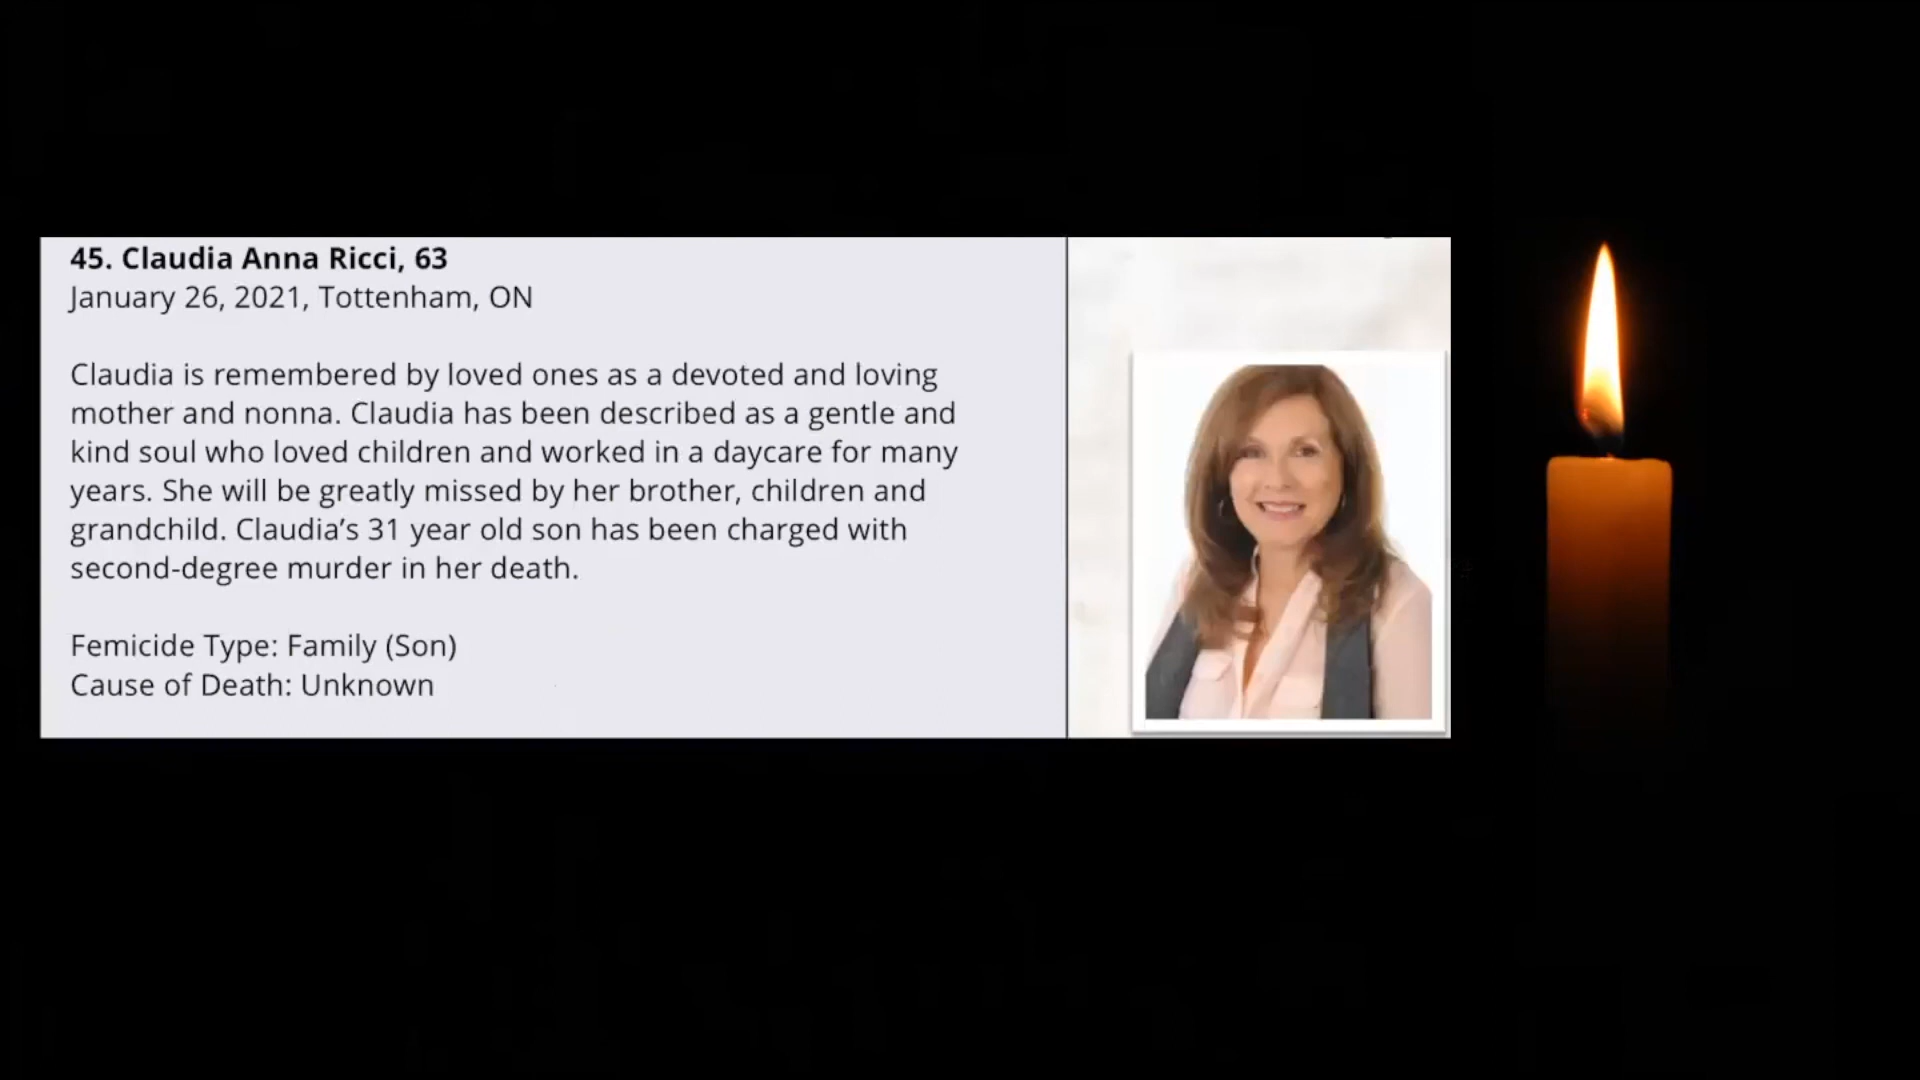 45. Claudia Anna Ricci, 63
January 26, 2021, Tottenham, ON
Claudia is remembered by loved ones as a devoted and loving
mother and nonna. Claudia has been described as a gentle and
kind soul who loved children and worked in a daycare for many
years. She will be greatly missed by her brother, children and
grandchild. Claudia’s 31 year old son has been charged with
second-degree murder in her death.
Femicide Type: Family (Son)
Cause of Death: Unknown